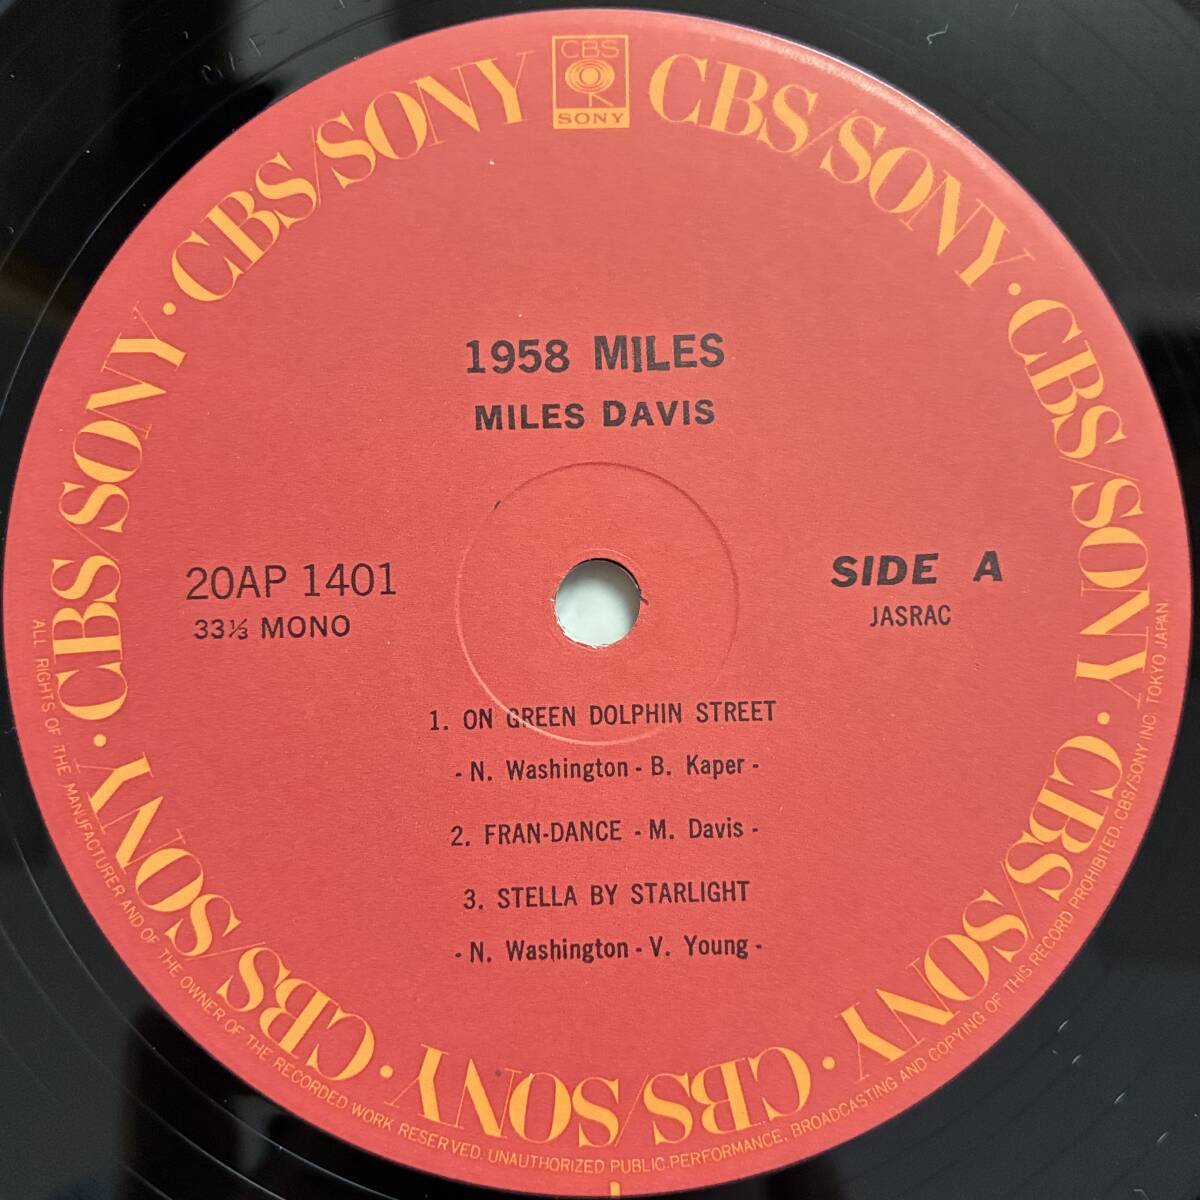 CBS
SONY
CBS/SONY · CBS/SONY · CBS/SONY · CBS/SONY · CBS/SONY · CBS/SONY · CBS/SONY · CBS/SONY
1958 MILES
MILES DAVIS
20AP 1401
33⅓ MONO
SIDE A
JASRAC
1. ON GREEN DOLPHIN STREET
- N. Washington - B. Kaper -
2. FRAN-DANCE - M. Davis -
3. STELLA BY STARLIGHT
- N. Washington - V. Young -
ALL RIGHTS OF THE MANUFACTURER AND OF THE OWNER OF THE RECORDED WORK RESERVED. UNAUTHORIZED PUBLIC PERFORMANCE, BROADCASTING AND COPYING OF THIS RECORD PROHIBITED. CBS/SONY INC. TOKYO JAPAN